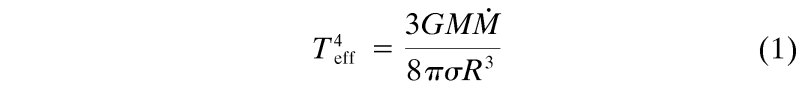 T_eff^4 = 3GMṀ / 8πσR^3 (1)